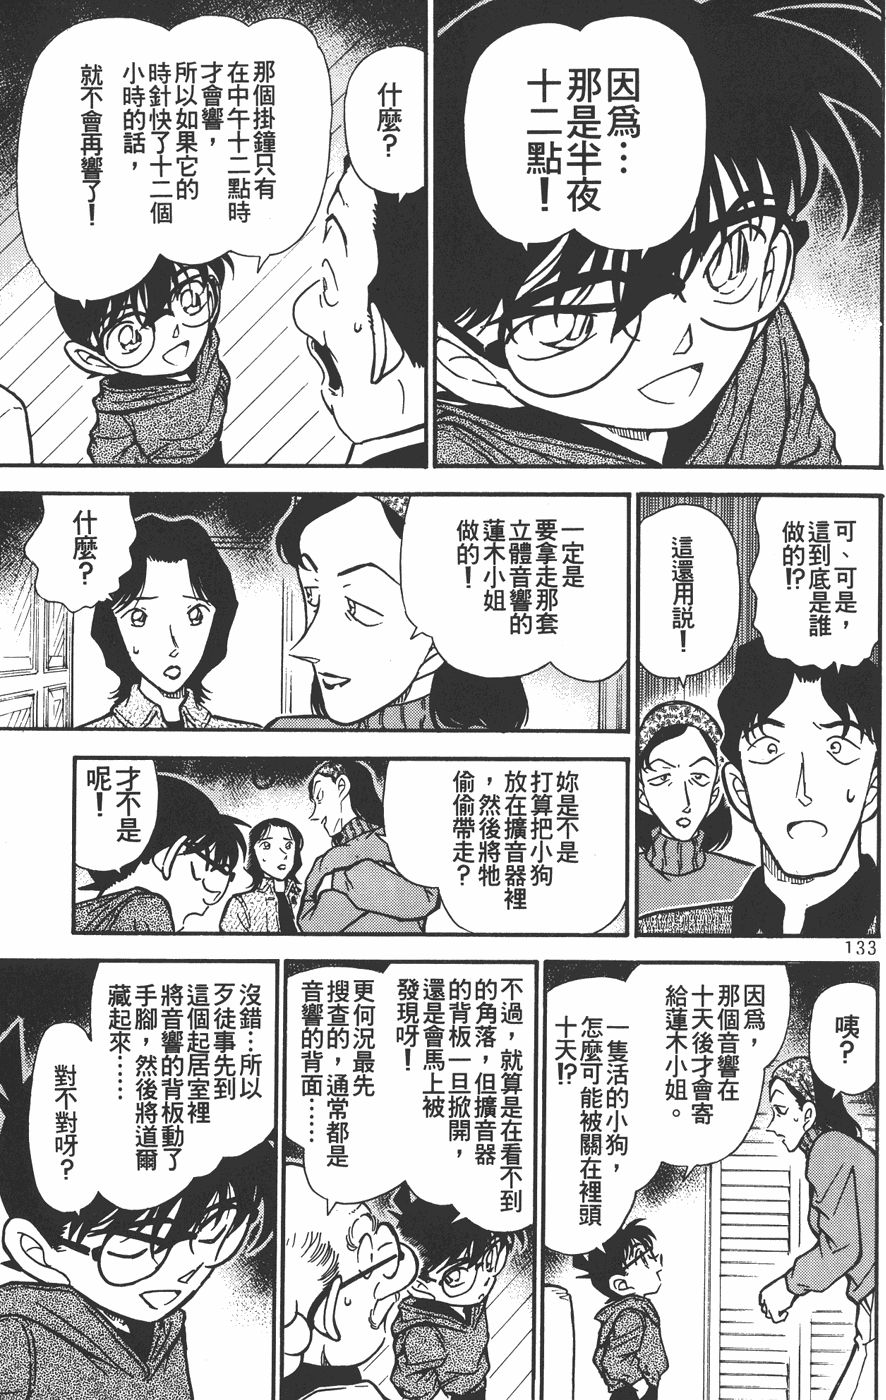 因為…
那是半夜
十二點！
什麼？
那個掛鐘只有
在中午十二點時
才會響，
所以如果它的
時針快了十二個
小時的話，
就不會再響了！
可、可是，
這到底是誰
做的!?
這還用說！
一定是
要拿走那套
立體音響的
蓮木小姐
做的！
什麼？
妳是不是
打算把小狗
放在擴音器裡
，然後將牠
偷偷帶走？
才不是
呢！
133
咦？
因為，
那個音響在
十天後才會寄
給蓮木小姐。
一隻活的小狗，
怎麼可能被關在裡頭
十天!?
不過，就算是在看不到
的角落，但擴音器
的背板一旦掀開，
還是會馬上被
發現呀！
更何況最先
搜查的，通常都是
音響的背面……
沒錯…所以
歹徒事先到
這個起居室裡
將音響的背板動了
手腳，然後將道爾
藏起來……
對不對呀？